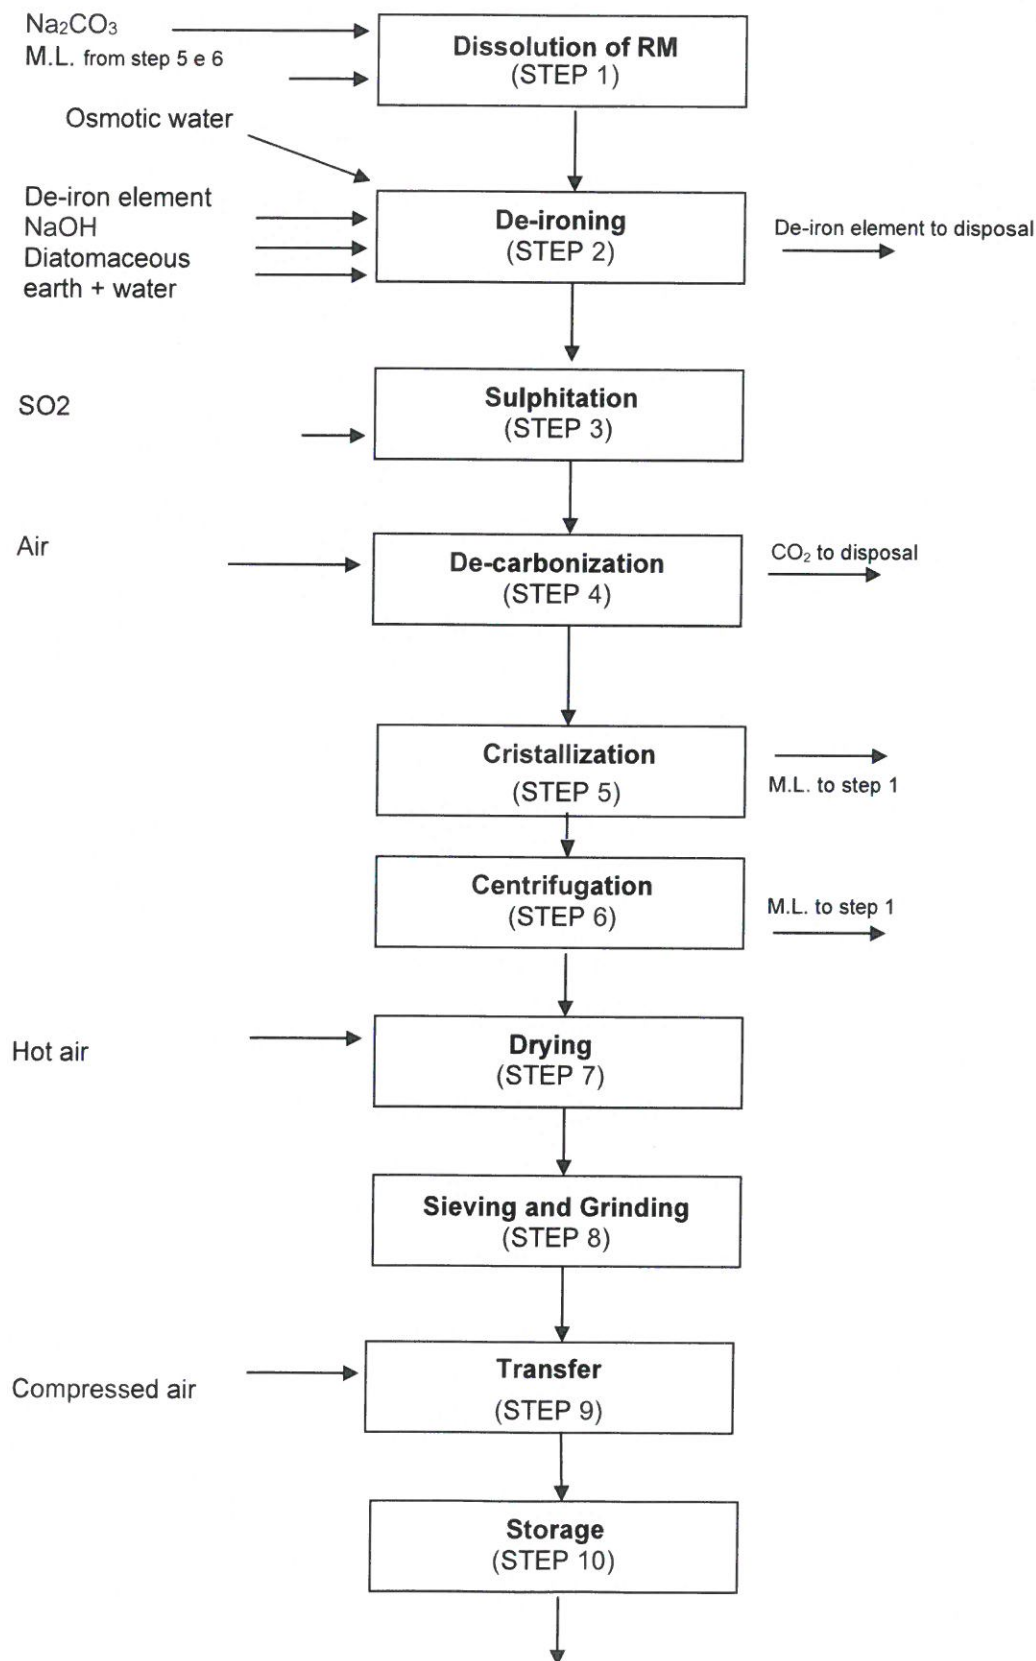 Na₂CO₃
M.L. from step 5 e 6
Dissolution of RM
(STEP 1)
Osmotic water
De-iron element
NaOH
Diatomaceous
earth + water
De-ironing
(STEP 2)
De-iron element to disposal
SO2
Sulphitation
(STEP 3)
Air
De-carbonization
(STEP 4)
CO₂ to disposal
Cristallization
(STEP 5)
M.L. to step 1
Centrifugation
(STEP 6)
M.L. to step 1
Hot air
Drying
(STEP 7)
Sieving and Grinding
(STEP 8)
Compressed air
Transfer
(STEP 9)
Storage
(STEP 10)